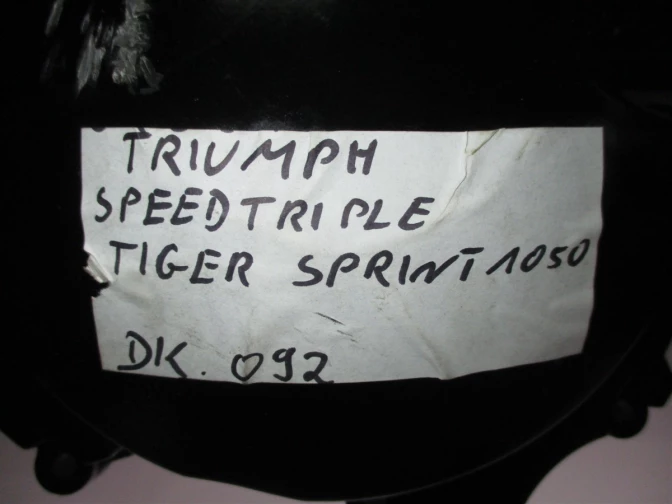 TRIUMPH
SPEEDTRIPLE
TIGER SPRINT 1050
DK. 092